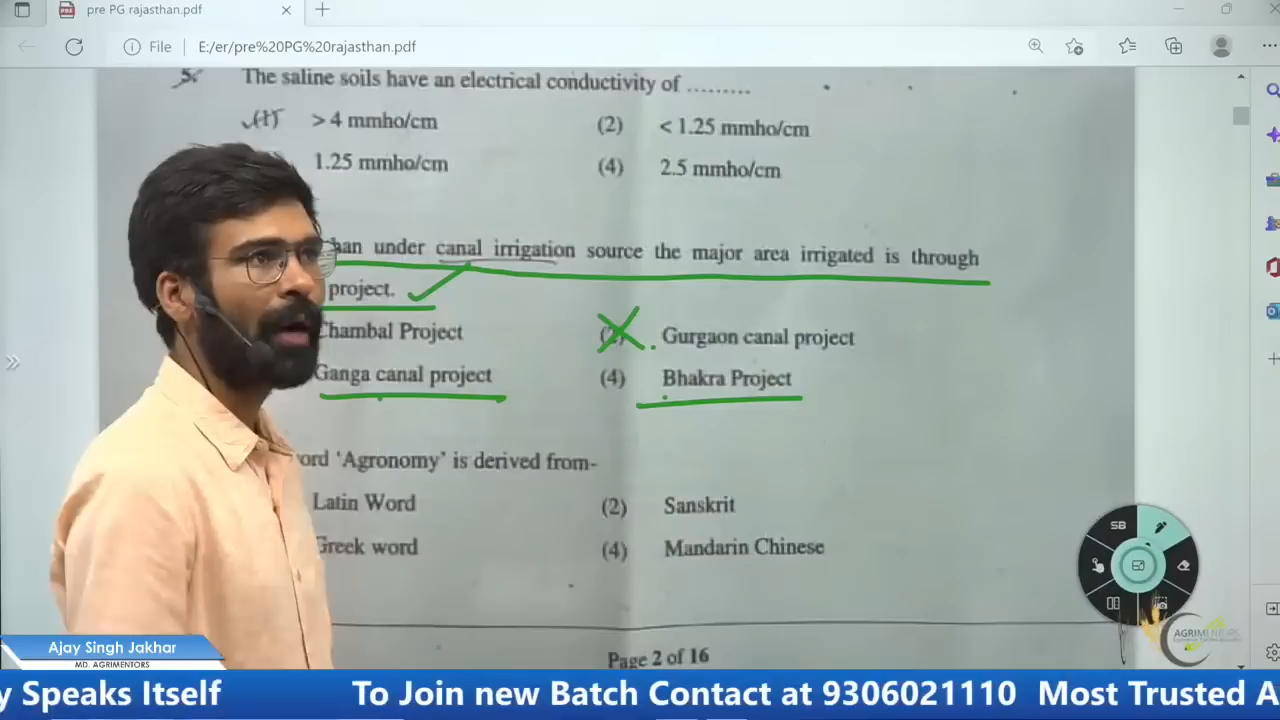 pre PG rajasthan.pdf
File E:/er/pre%20PG%20rajasthan.pdf
5. The saline soils have an electrical conductivity of .........
(1) > 4 mmho/cm (2) < 1.25 mmho/cm
1.25 mmho/cm (4) 2.5 mmho/cm
han under canal irrigation source the major area irrigated is through
project.
Chambal Project (2) Gurgaon canal project
Ganga canal project (4) Bhakra Project
ord ‘Agronomy’ is derived from-
Latin Word (2) Sanskrit
Greek word (4) Mandarin Chinese
SB
AGRIMENTORS
Page 2 of 16
Ajay Singh Jakhar
MD. AGRIMENTORS
y Speaks Itself To Join new Batch Contact at 9306021110 Most Trusted A